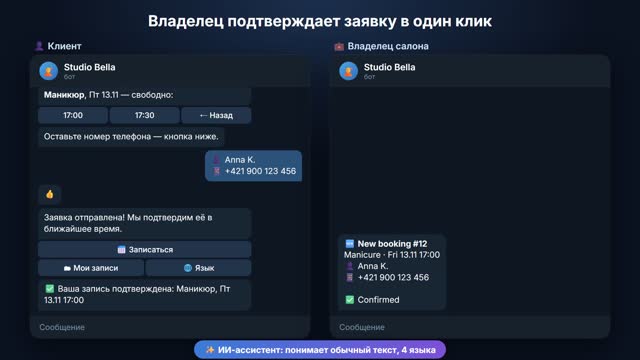 Владелец подтверждает заявку в один клик
Клиент
Studio Bella
бот
Маникюр, Пт 13.11 — свободно:
17:00
17:30
← Назад
Оставьте номер телефона — кнопка ниже.
Anna K.
+421 900 123 456
Заявка отправлена! Мы подтвердим её в
ближайшее время.
Записаться
Мои записи
Язык
Ваша запись подтверждена: Маникюр, Пт
13.11 17:00
Сообщение
Владелец салона
Studio Bella
бот
New booking #12
Manicure · Fri 13.11 17:00
Anna K.
+421 900 123 456
Confirmed
Сообщение
ИИ-ассистент: понимает обычный текст, 4 языка